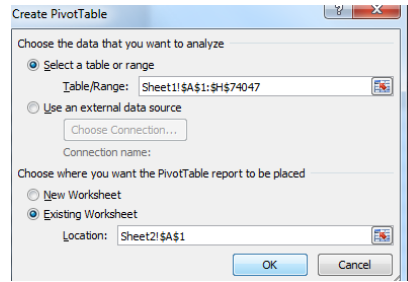 Create PivotTable
Choose the data that you want to analyze
Select a table or range
Table/Range: Sheet1!$A$1:$H$74047
Use an external data source
Choose Connection...
Connection name:
Choose where you want the PivotTable report to be placed
New Worksheet
Existing Worksheet
Location: Sheet2!$A$1
OK Cancel